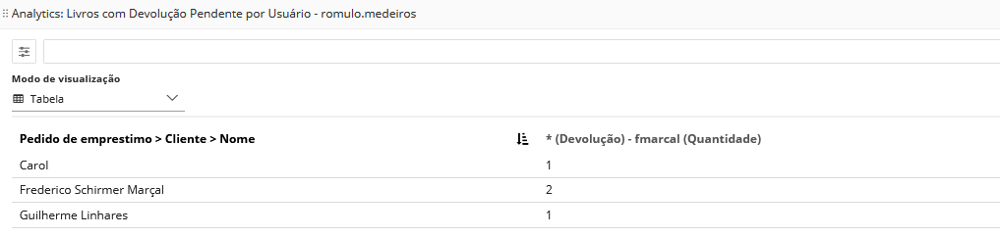 Analytics: Livros com Devolução Pendente por Usuário - romulo.medeiros
Modo de visualização
Tabela
Pedido de emprestimo > Cliente > Nome * (Devolução) - fmarcal (Quantidade)
Carol 1
Frederico Schirmer Marçal 2
Guilherme Linhares 1